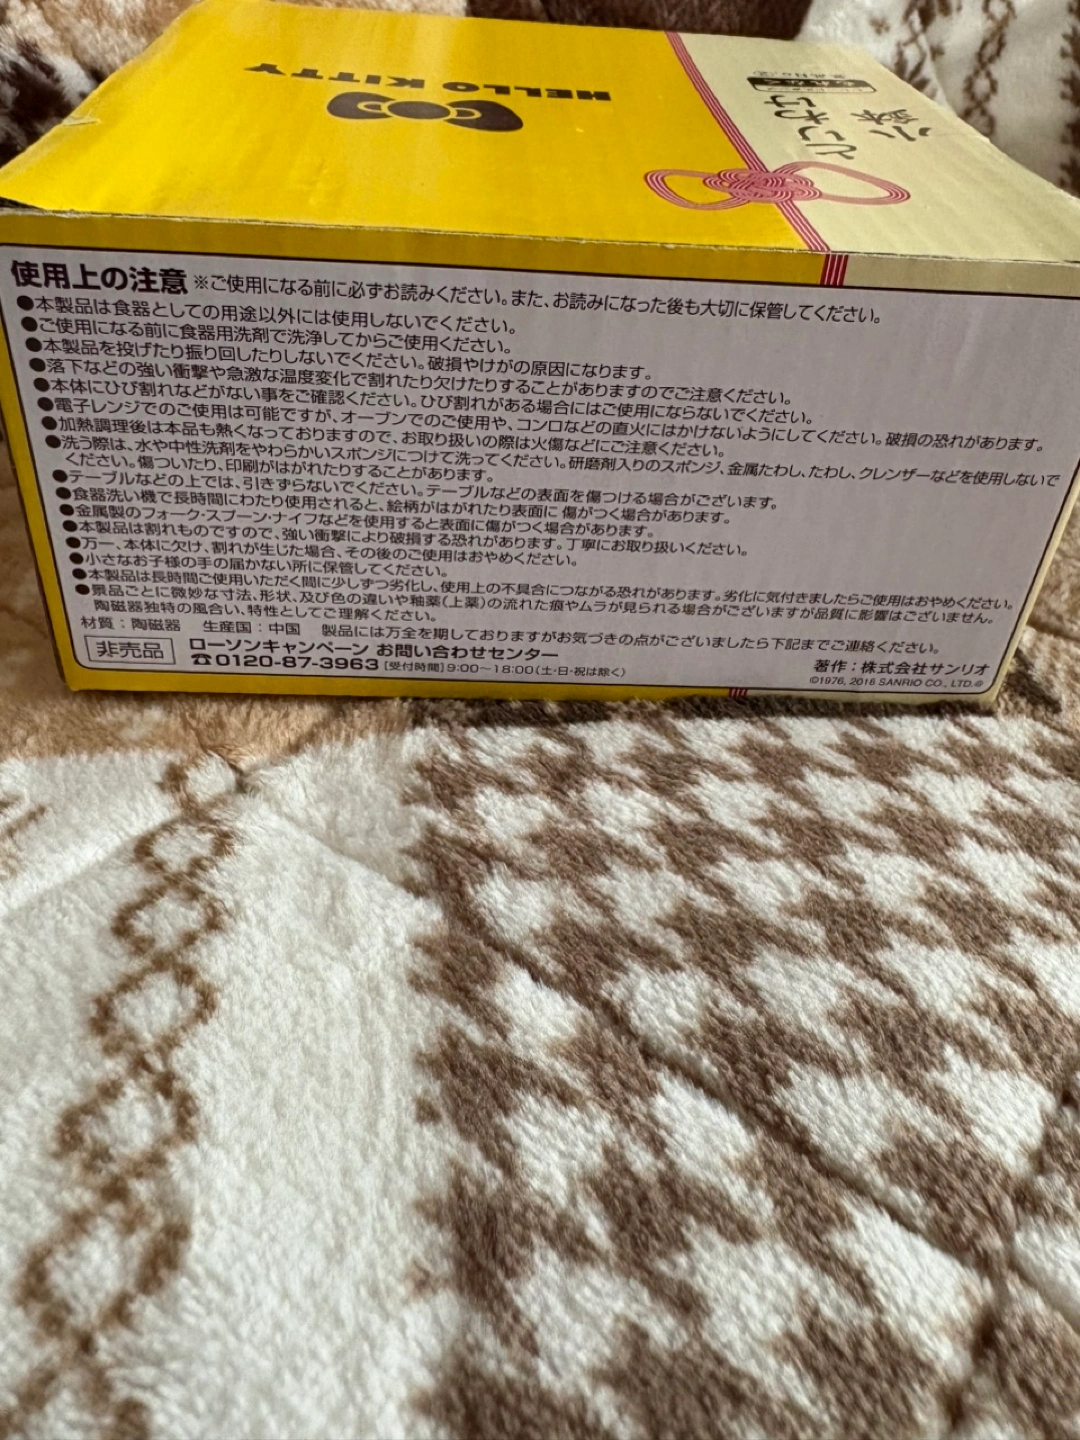 HELLO KITTY
とりわけ
小鉢
使用上の注意 ※ご使用になる前に必ずお読みください。また、お読みになった後も大切に保管してください。
●本製品は食器としての用途以外には使用しないでください。
●ご使用になる前に食器用洗剤で洗浄してからご使用ください。
●本製品を投げたり振り回したりしないでください。破損やけがの原因になります。
●落下などの強い衝撃や急激な温度変化で割れたり欠けたりすることがありますのでご注意ください。
●本体にひび割れなどがない事をご確認ください。ひび割れがある場合にはご使用にならないでください。
●電子レンジでのご使用は可能ですが、オーブンでのご使用や、コンロなどの直火にはかけないようにしてください。破損の恐れがあります。
●加熱調理後は本品も熱くなっておりますので、お取り扱いの際は火傷などにご注意ください。
●洗う際は、水や中性洗剤をやわらかいスポンジにつけて洗ってください。研磨剤入りのスポンジ、金属たわし、たわし、クレンザーなどを使用しないで
ください。傷ついたり、印刷がはがれたりすることがあります。
●テーブルなどの上では、引きずらないでください。テーブルなどの表面を傷つける場合がございます。
●食器洗い機で長時間にわたり使用されると、絵柄がはがれたり表面に傷がつく場合があります。
●金属製のフォーク・スプーン・ナイフなどを使用すると表面に傷がつく場合があります。
●本製品は割れものですので、強い衝撃により破損する恐れがあります。丁寧にお取り扱いください。
●万一、本体に欠け、割れが生じた場合、その後のご使用はおやめください。
●小さなお子様の手の届かない所に保管してください。
●本製品は長時間ご使用いただく間に少しずつ劣化し、使用上の不具合につながる恐れがあります。劣化に気付きましたらご使用はおやめください。
●景品ごとに微妙な寸法、形状、及び色の違いや釉薬(上薬)の流れた痕やムラが見られる場合がございますが品質に影響はございません。
陶磁器独特の風合い、特性としてご理解ください。
材質：陶磁器 生産国：中国 製品には万全を期しておりますがお気づきの点がございましたら下記までご連絡ください。
非売品 ローソンキャンペーン お問い合わせセンター
☎0120-87-3963 [受付時間]9:00〜18:00(土・日・祝は除く)
著作：株式会社サンリオ
©1976, 2016 SANRIO CO., LTD.